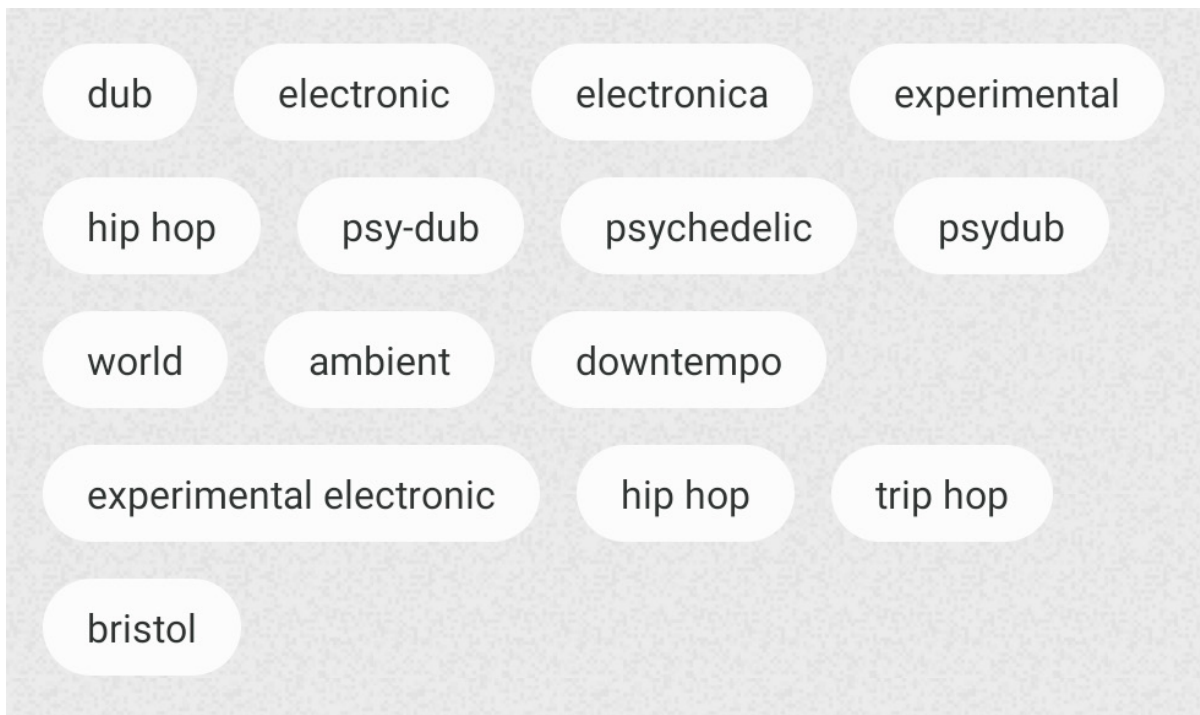 dub electronic electronica experimental
hip hop psy-dub psychedelic psydub
world ambient downtempo
experimental electronic hip hop trip hop
bristol